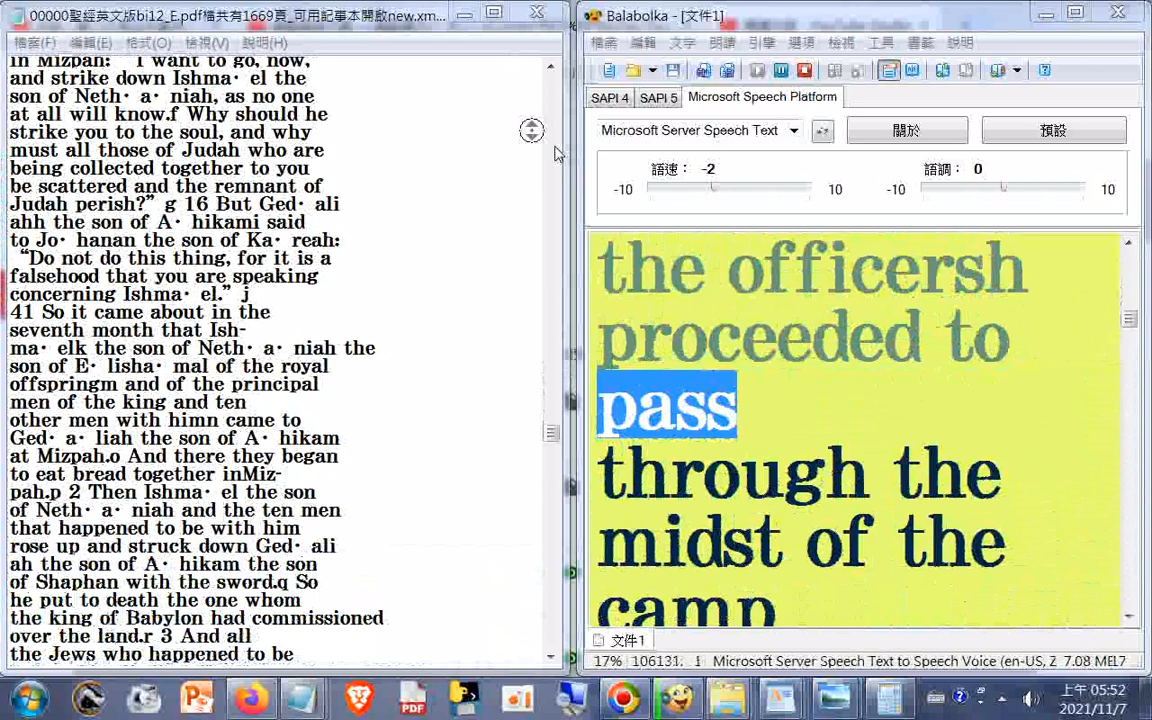 00000聖經英文版bi12_E.pdf檔共有1669頁_可用記事本開啟new.xm...
檔案(F) 編輯(E) 格式(O) 檢視(V) 說明(H)
in Mizpah: “I want to go, now,
and strike down Ishma· el the
son of Neth· a· niah, as no one
at all will know.f Why should he
strike you to the soul, and why
must all those of Judah who are
being collected together to you
be scattered and the remnant of
Judah perish?” g 16 But Ged· ali
ahh the son of A· hikami said
to Jo· hanan the son of Ka· reah:
“Do not do this thing, for it is a
falsehood that you are speaking
concerning Ishma· el.” j
41 So it came about in the
seventh month that Ish-
ma· elk the son of Neth· a· niah the
son of E· lisha· mal of the royal
offspringm and of the principal
men of the king and ten
other men with himn came to
Ged· a· liah the son of A· hikam
at Mizpah.o And there they began
to eat bread together inMiz-
pah.p 2 Then Ishma· el the son
of Neth· a· niah and the ten men
that happened to be with him
rose up and struck down Ged· ali
ah the son of A· hikam the son
of Shaphan with the sword.q So
he put to death the one whom
the king of Babylon had commissioned
over the land.r 3 And all
the Jews who happened to be
Balabolka - [文件1]
檔案 編輯 文字 朗讀 引擎 選項 檢視 工具 書籤 說明
SAPI 4 SAPI 5 Microsoft Speech Platform
Microsoft Server Speech Text 關於 預設
語速： -2 語調： 0
-10 10 -10 10
the officersh
proceeded to
pass
through the
midst of the
camp
文件1
17% 106131. 1 Microsoft Server Speech Text to Speech Voice (en-US, Z 7.08 MEL7
PDF
上午 05:52
2021/11/7